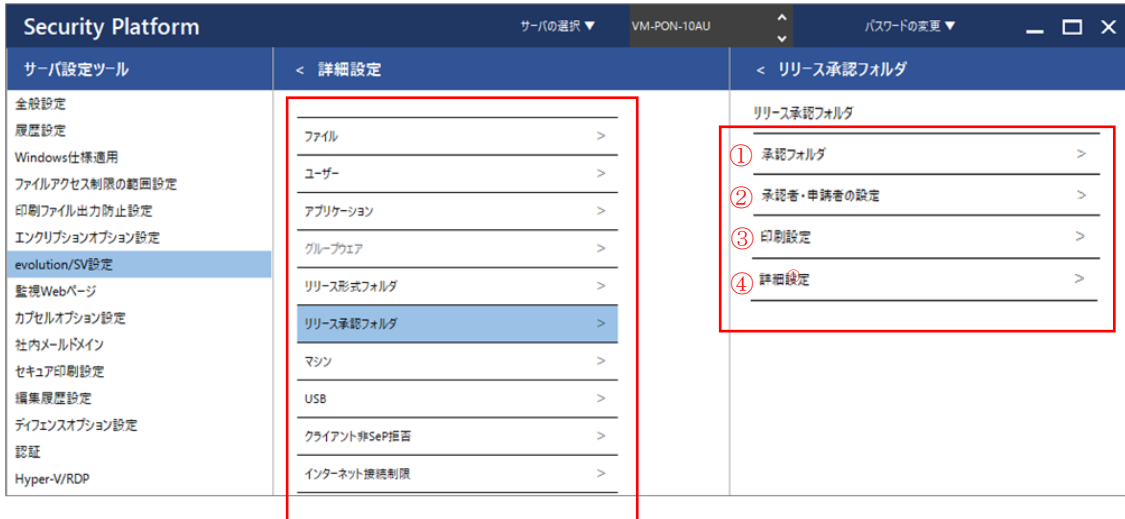 Security Platform
サーバの選択 ▼
VM-PON-10AU
パスワードの変更 ▼
サーバ設定ツール
< 詳細設定
< リリース承認フォルダ
全般設定
履歴設定
Windows仕様適用
ファイルアクセス制限の範囲設定
印刷ファイル出力防止設定
エンクリプションオプション設定
evolution/SV設定
監視Webページ
カプセルオプション設定
社内メールドメイン
セキュア印刷設定
編集履歴設定
ディフェンスオプション設定
認証
Hyper-V/RDP
ファイル >
ユーザー >
アプリケーション >
グループウェア >
リリース形式フォルダ >
リリース承認フォルダ >
マシン >
USB >
クライアント非SeP拒否 >
インターネット接続制限 >
リリース承認フォルダ
① 承認フォルダ >
② 承認者・申請者の設定 >
③ 印刷設定 >
④ 詳細設定 >